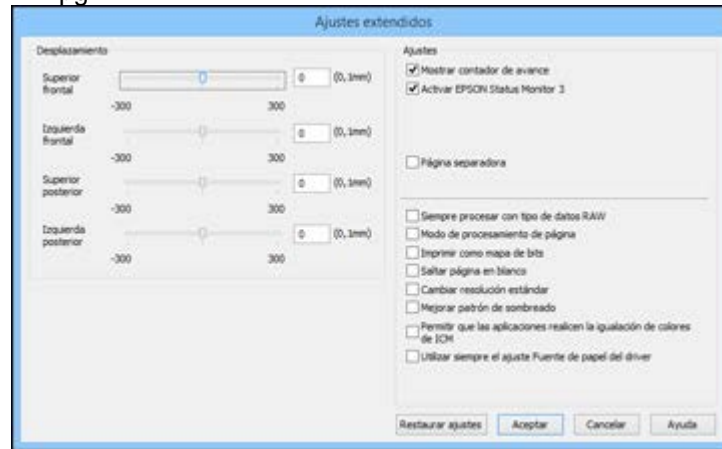 Ajustes extendidos
Desplazamiento
Superior
frontal
0 (0, 1mm)
-300 300
Izquierda
frontal
0 (0, 1mm)
-300 300
Superior
posterior
0 (0, 1mm)
-300 300
Izquierda
posterior
0 (0, 1mm)
-300 300
Ajustes
Mostrar contador de avance
Activar EPSON Status Monitor 3
Página separadora
Siempre procesar con tipo de datos RAW
Modo de procesamiento de página
Imprimir como mapa de bits
Saltar página en blanco
Cambiar resolución estándar
Mejorar patrón de sombreado
Permitir que las aplicaciones realicen la igualación de colores
de ICM
Utilizar siempre el ajuste Fuente de papel del driver
Restaurar ajustes Aceptar Cancelar Ayuda